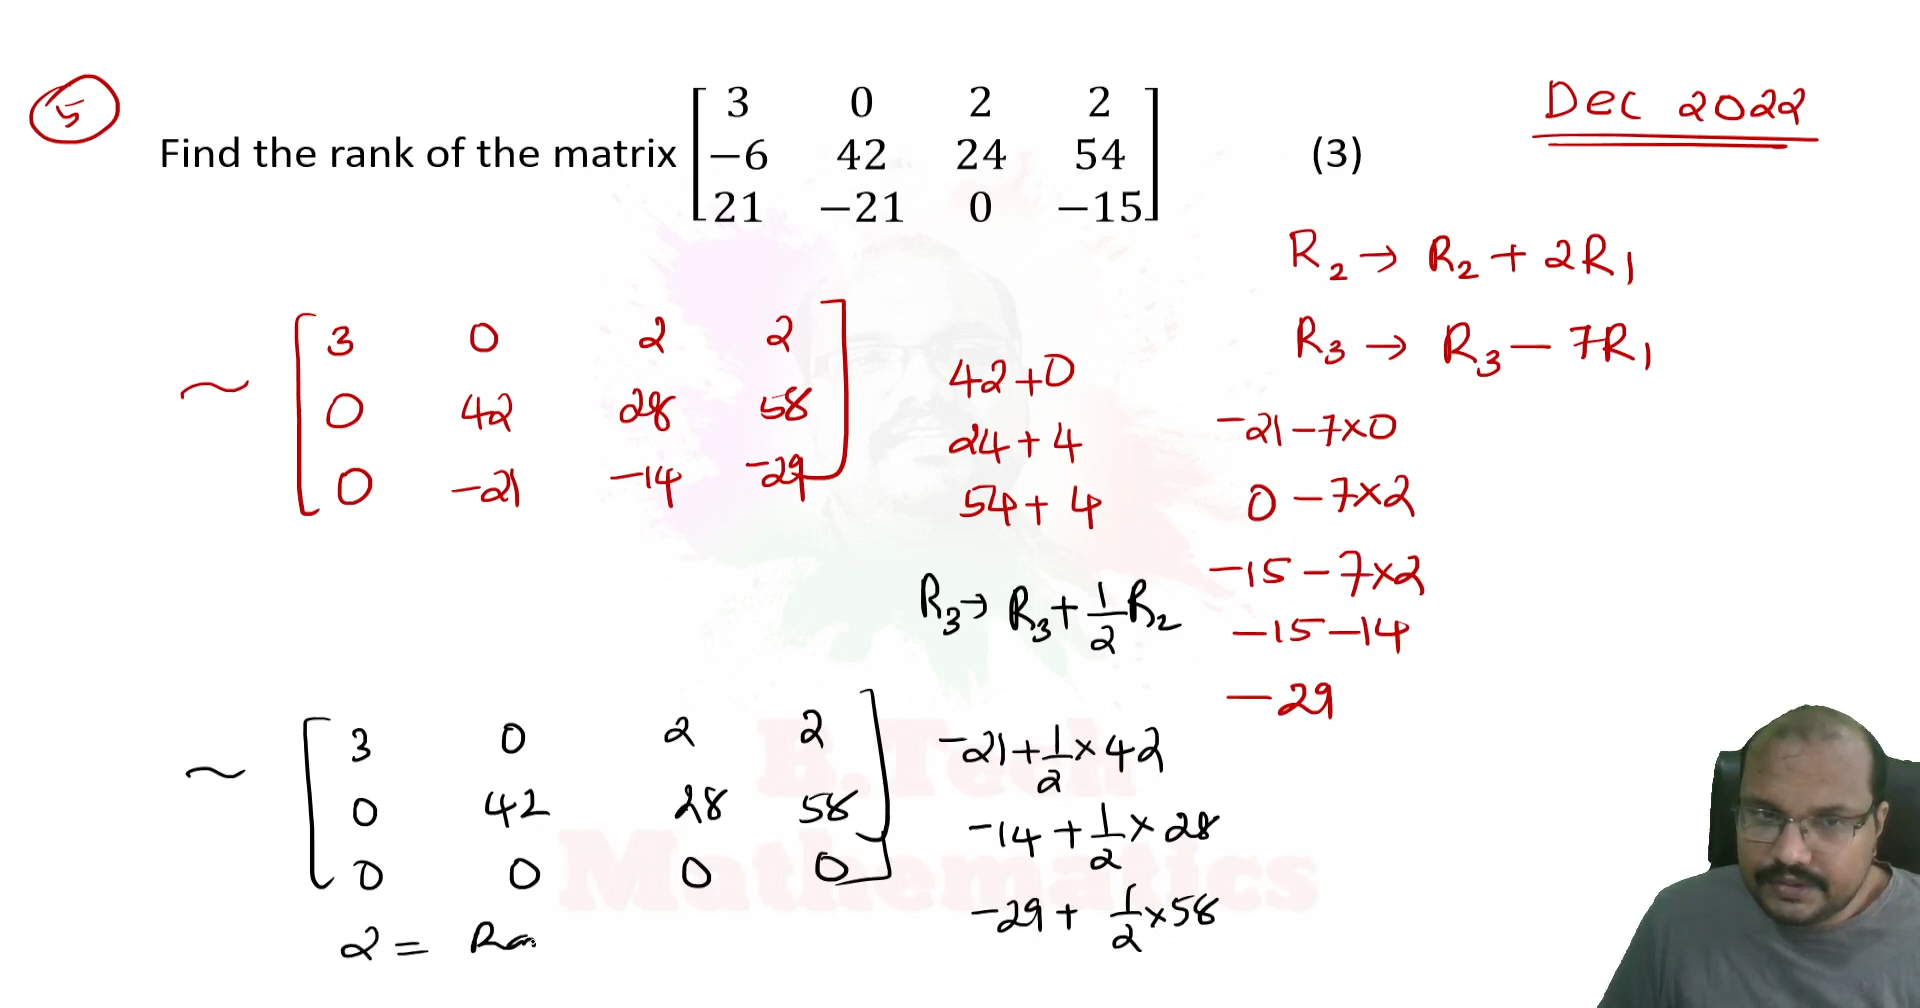 5
Dec 2022
Find the rank of the matrix
3 0 2 2
−6 42 24 54
21 −21 0 −15
(3)
R2 → R2 + 2R1
R3 → R3 − 7R1
~
3 0 2 2
0 42 28 58
0 −21 −14 −29
42+0
24+4
54+4
−21−7×0
0−7×2
−15−7×2
−15−14
−29
R3→ R3+1/2R2
~
3 0 2 2
0 42 28 58
0 0 0 0
−21+1/2×42
−14+1/2×28
−29+1/2×58
2 = Ra
B.Tech
Mathematics